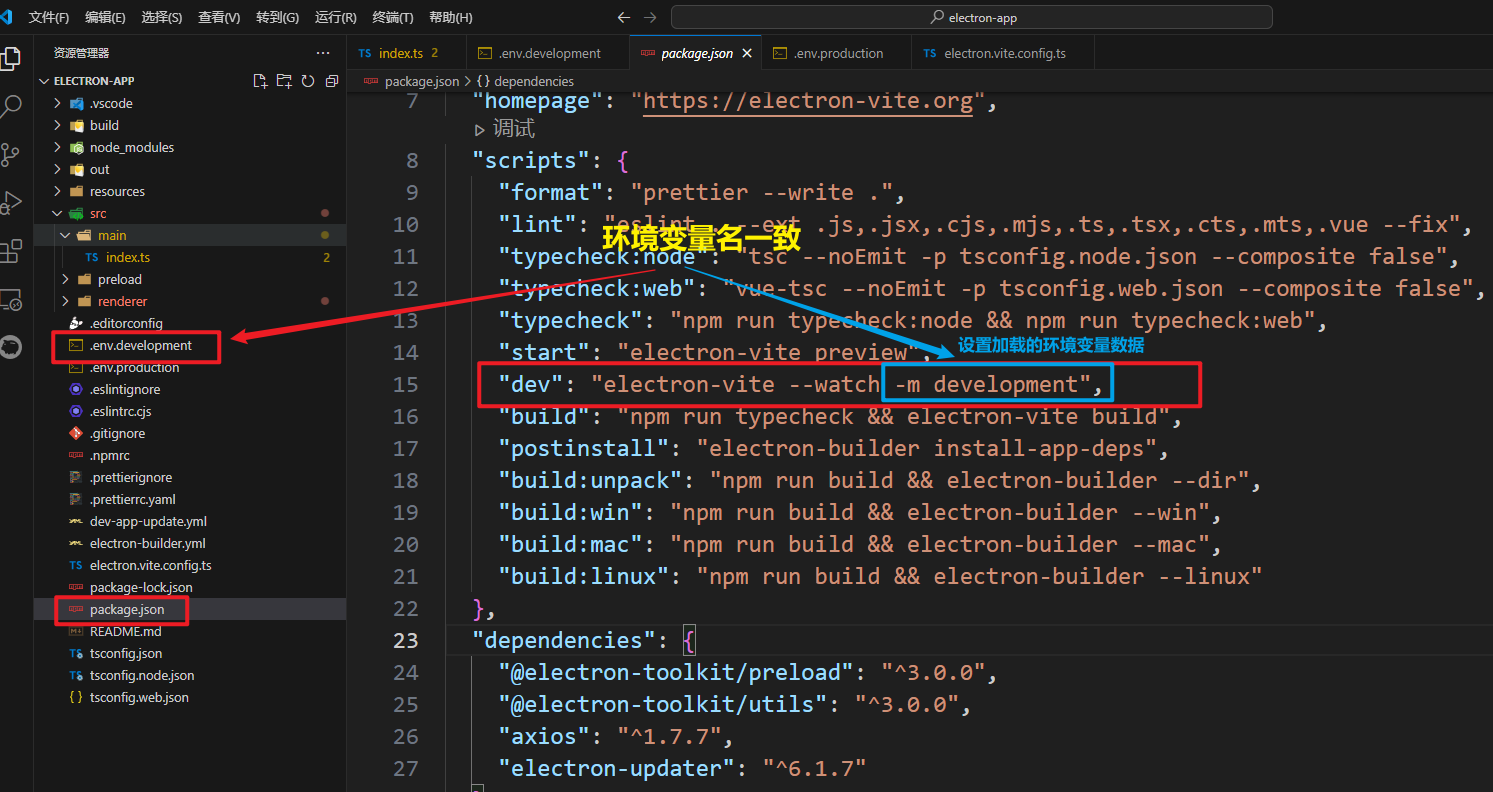 文件(F) 编辑(E) 选择(S) 查看(V) 转到(G) 运行(R) 终端(T) 帮助(H) electron-app
资源管理器
ELECTRON-APP
.vscode
build
node_modules
out
resources
src
main
TS index.ts 2
preload
renderer
.editorconfig
.env.development
.env.production
.eslintignore
.eslintrc.cjs
.gitignore
.npmrc
.prettierignore
.prettierrc.yaml
dev-app-update.yml
electron-builder.yml
TS electron.vite.config.ts
package-lock.json
package.json
README.md
tsconfig.json
tsconfig.node.json
{ } tsconfig.web.json
TS index.ts 2 .env.development package.json .env.production TS electron.vite.config.ts
package.json > { } dependencies
7 "homepage": "https://electron-vite.org",
调试
8 "scripts": {
9 "format": "prettier --write .",
10 "lint": "eslint . --ext .js,.jsx,.cjs,.mjs,.ts,.tsx,.cts,.mts,.vue --fix",
环境变量名一致
11 "typecheck:node": "tsc --noEmit -p tsconfig.node.json --composite false",
12 "typecheck:web": "vue-tsc --noEmit -p tsconfig.web.json --composite false",
13 "typecheck": "npm run typecheck:node && npm run typecheck:web",
14 "start": "electron-vite preview",
设置加载的环境变量数据
15 "dev": "electron-vite --watch -m development",
16 "build": "npm run typecheck && electron-vite build",
17 "postinstall": "electron-builder install-app-deps",
18 "build:unpack": "npm run build && electron-builder --dir",
19 "build:win": "npm run build && electron-builder --win",
20 "build:mac": "npm run build && electron-builder --mac",
21 "build:linux": "npm run build && electron-builder --linux"
22 },
23 "dependencies": {
24 "@electron-toolkit/preload": "^3.0.0",
25 "@electron-toolkit/utils": "^3.0.0",
26 "axios": "^1.7.7",
27 "electron-updater": "^6.1.7"